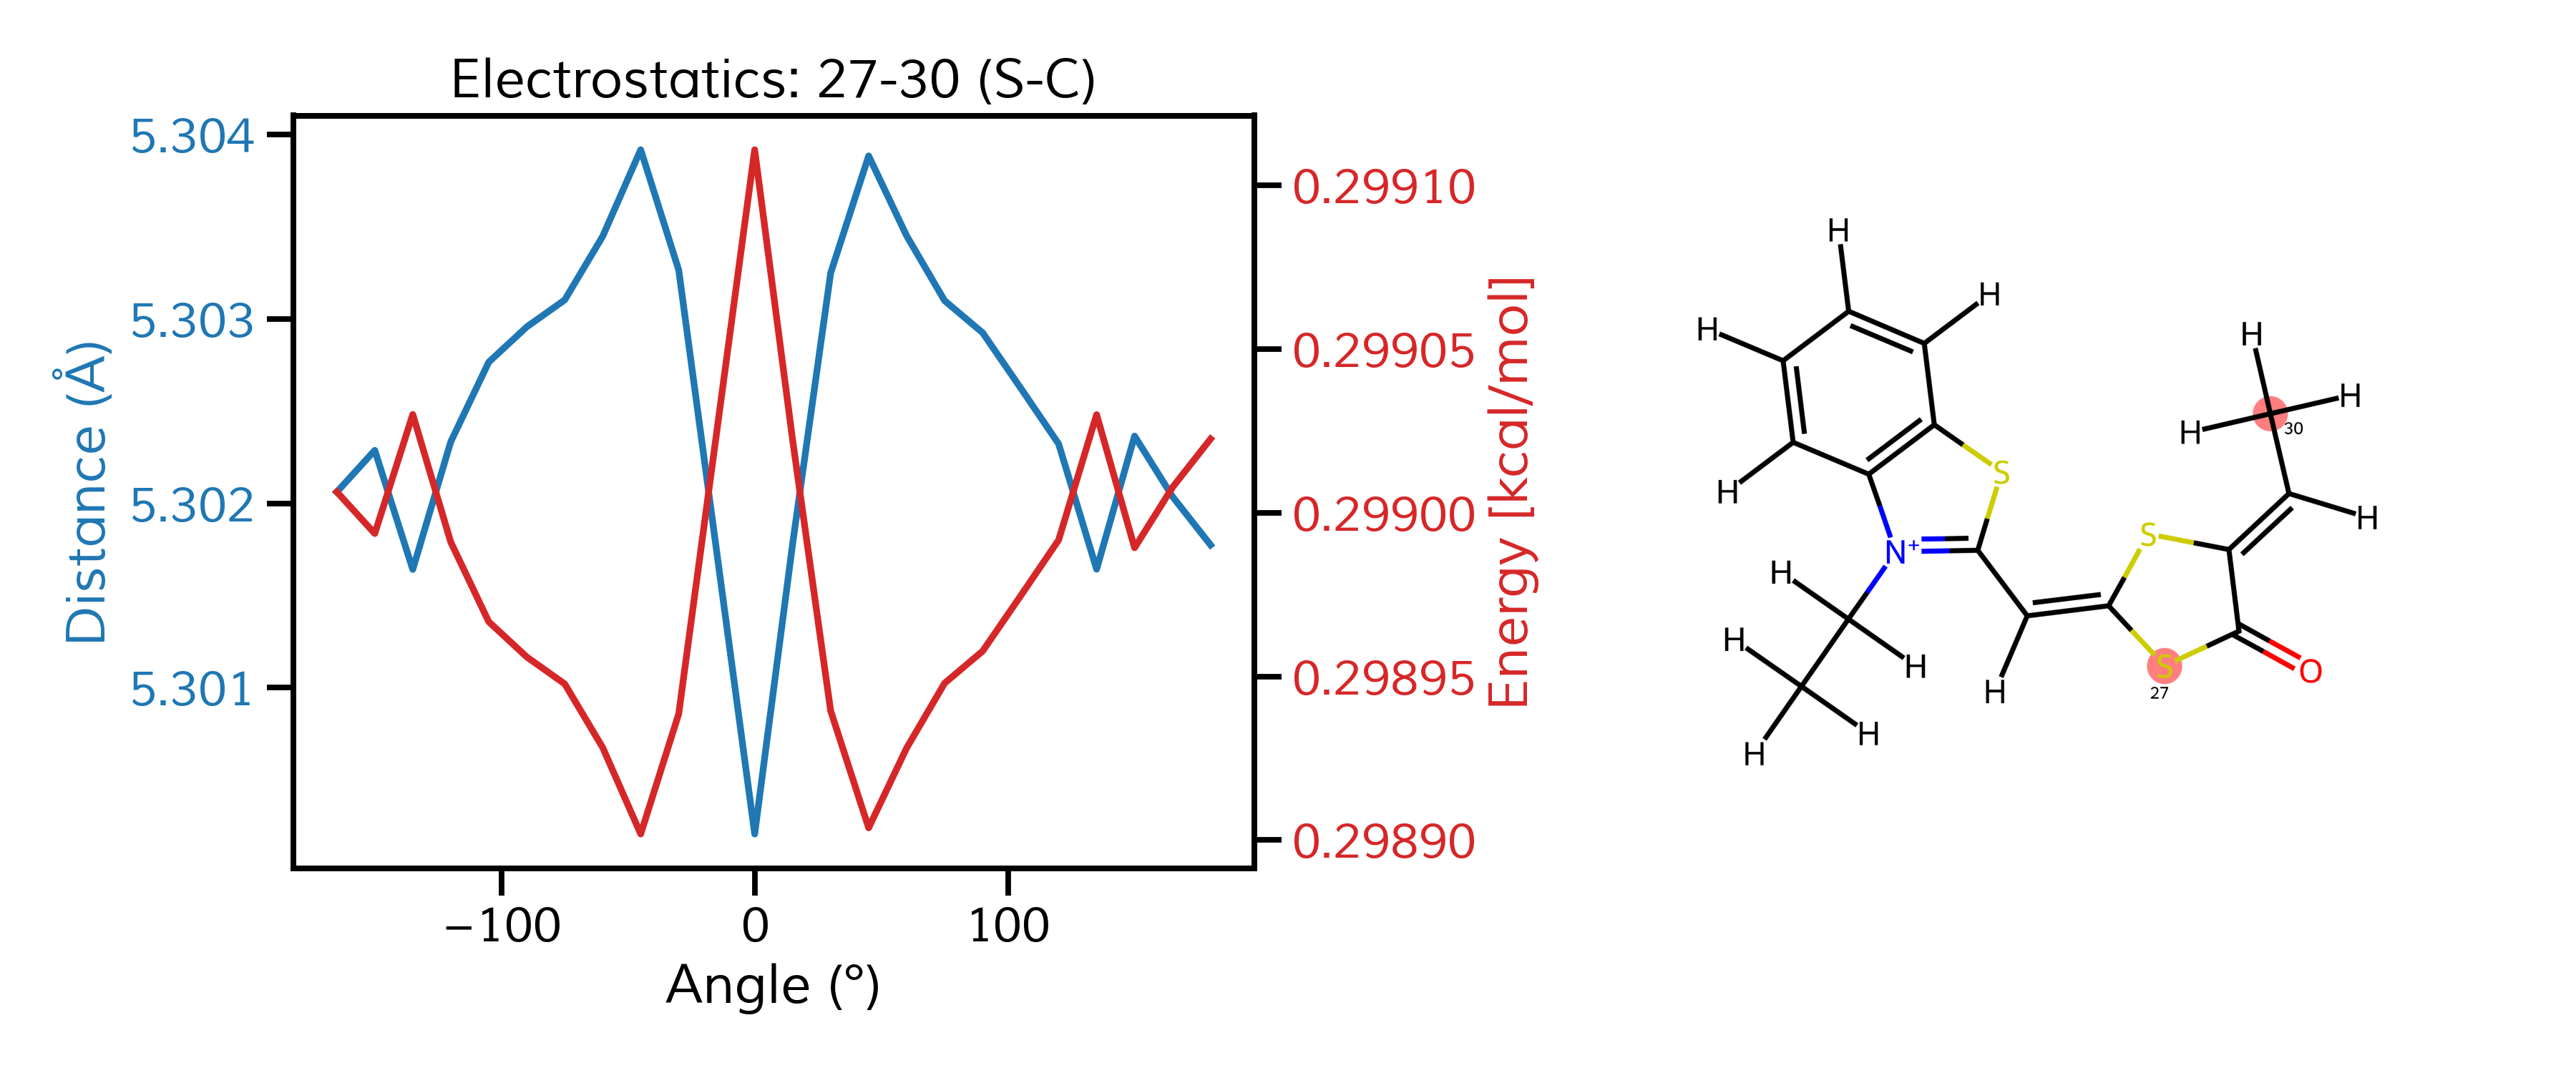 Electrostatics: 27-30 (S-C)
5.304
5.303
5.302
5.301
Distance (Å)
0.29910
0.29905
0.29900
0.29895
0.29890
Energy [kcal/mol]
−100
0
100
Angle (°)
H
H
H
H
H
H
H
30
H
S
H
S
N+
H
H
S
27
O
H
H
H
H
H